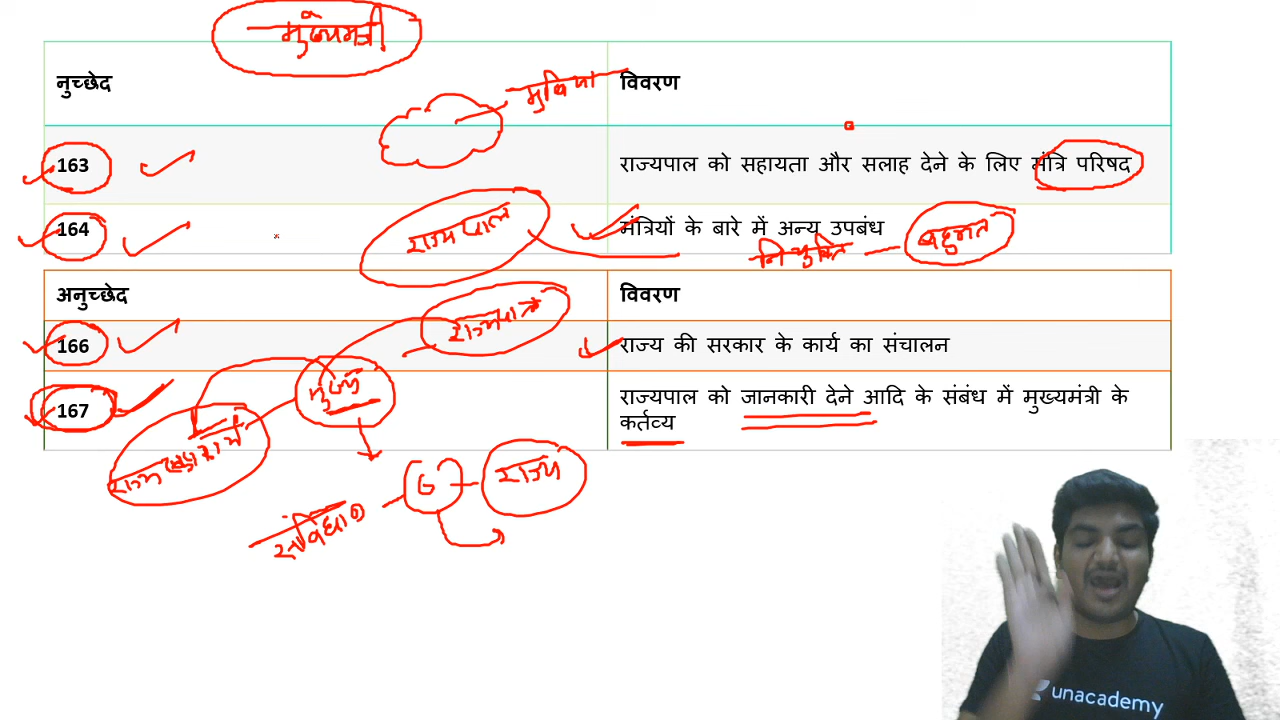 मुख्यमंत्री
नुच्छेद
मुखिया
विवरण
163
राज्यपाल को सहायता और सलाह देने के लिए मंत्रि परिषद
164
राज्यपाल
मंत्रियों के बारे में अन्य उपबंध
नियुक्ति
बहुमत
अनुच्छेद
विवरण
166
राज्यपाल
राज्य की सरकार के कार्य का संचालन
167
मुख्य
राज्यपाल को जानकारी देने आदि के संबंध में मुख्यमंत्री के
कर्तव्य
राज्य
G
राज्य
संविधान
unacademy